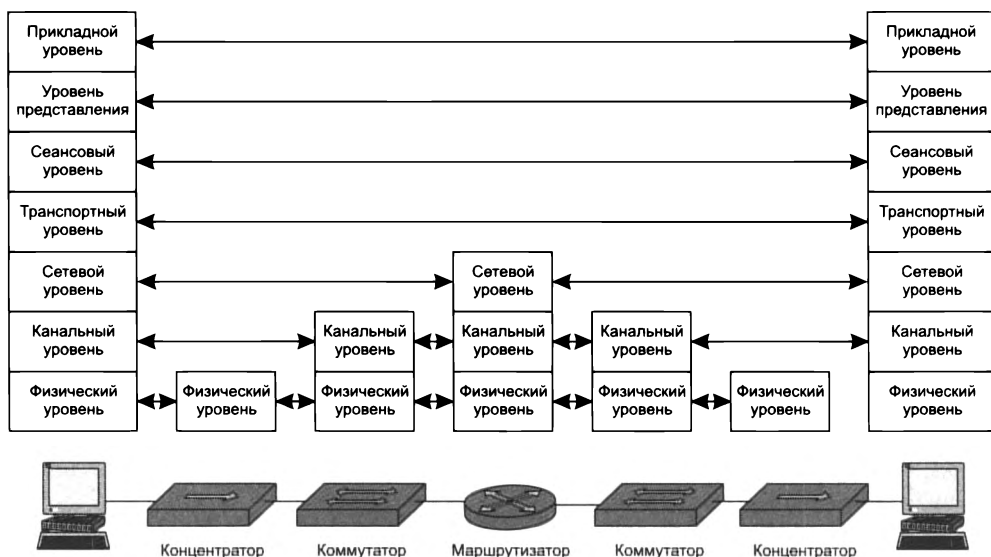 Прикладной
уровень
Прикладной
уровень
Уровень
представления
Уровень
представления
Сеансовый
уровень
Сеансовый
уровень
Транспортный
уровень
Транспортный
уровень
Сетевой
уровень
Сетевой
уровень
Сетевой
уровень
Канальный
уровень
Канальный
уровень
Канальный
уровень
Канальный
уровень
Канальный
уровень
Физический
уровень
Физический
уровень
Физический
уровень
Физический
уровень
Физический
уровень
Физический
уровень
Физический
уровень
Концентратор
Коммутатор
Маршрутизатор
Коммутатор
Концентратор